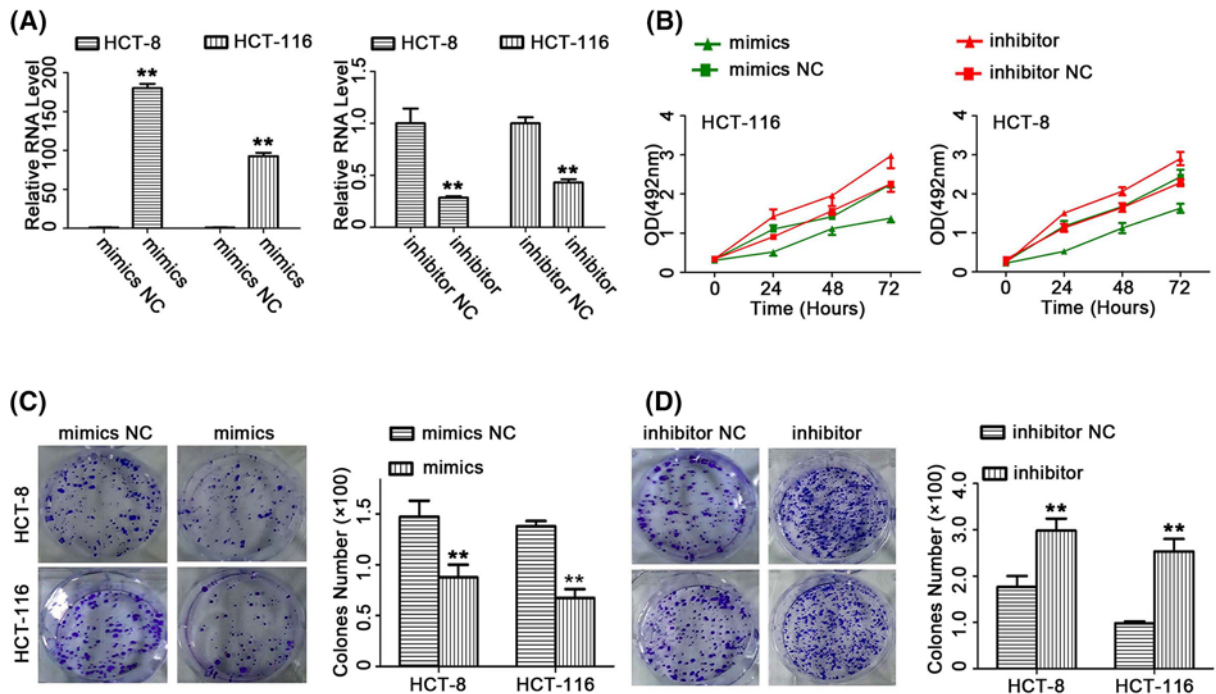 (A)
HCT-8 HCT-116
Relative RNA Level
200
150
100
50
0
mimics NC
mimics
mimics NC
mimics
HCT-8 HCT-116
Relative RNA Level
1.5
1.0
0.5
0
**
**
**
**
inhibitor NC
inhibitor
inhibitor NC
inhibitor
(B)
mimics
mimics NC
inhibitor
inhibitor NC
HCT-116
OD(492nm)
4
3
2
1
0
0 24 48 72
Time (Hours)
HCT-8
OD(492nm)
4
3
2
1
0
0 24 48 72
Time (Hours)
(C)
mimics NC mimics
HCT-8
HCT-116
mimics NC
mimics
Colones Number (×100)
1.5
1.0
1.5
0
**
**
HCT-8 HCT-116
(D)
inhibitor NC inhibitor
inhibitor NC
inhibitor
Colones Number (×100)
4.0
3.0
2.0
1.0
0
**
**
HCT-8 HCT-116